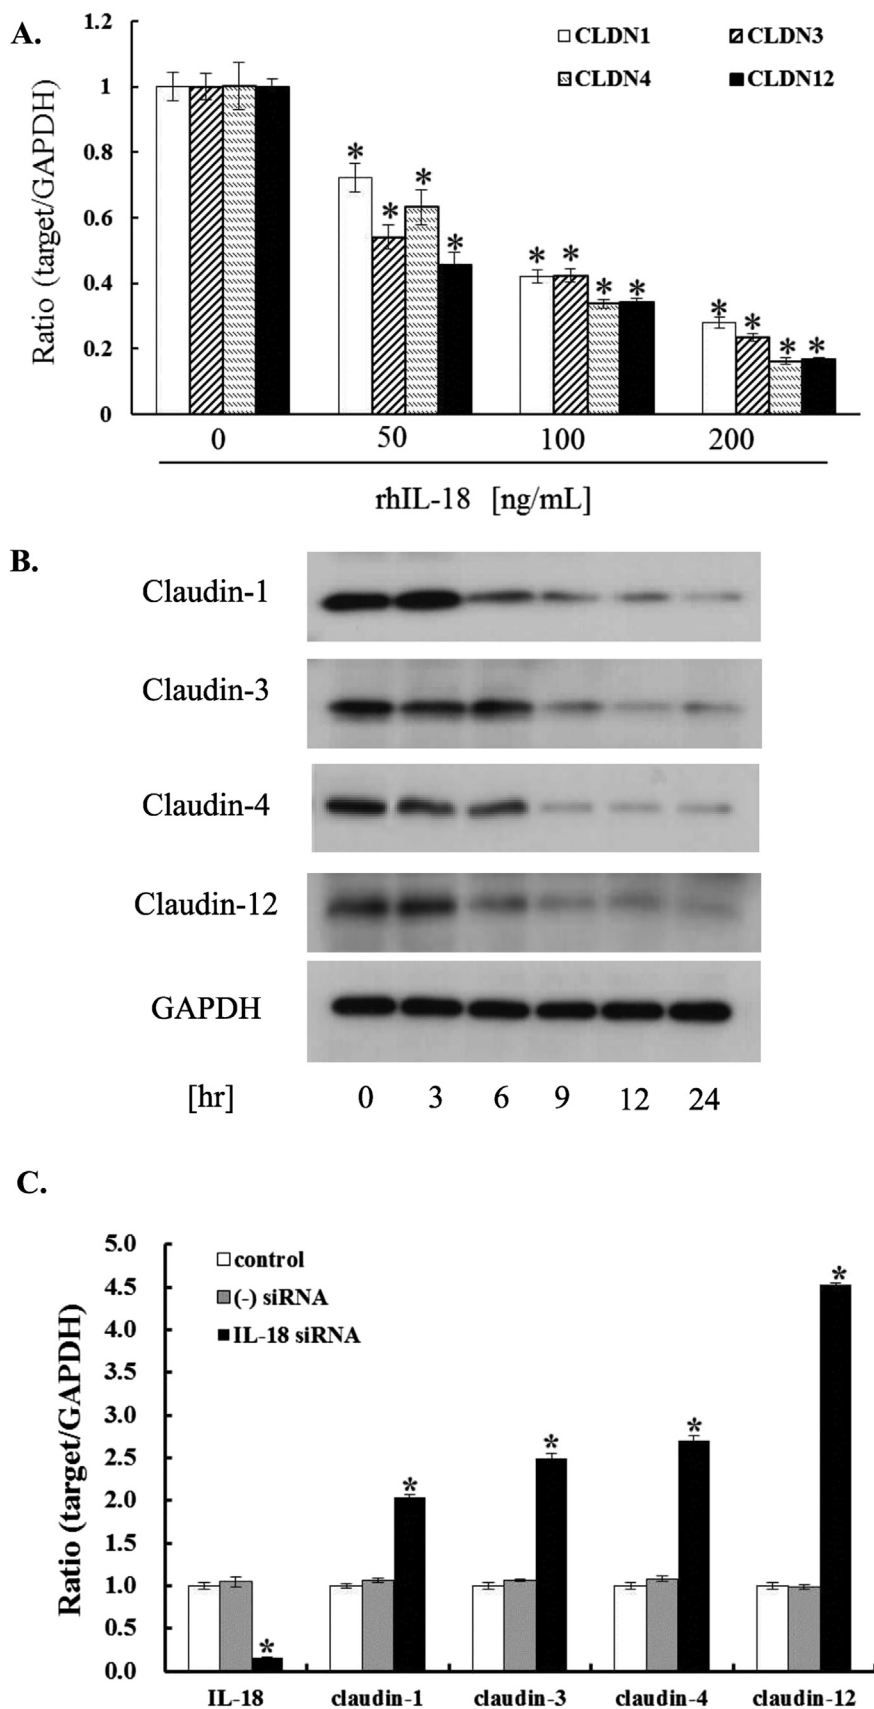 A.
Ratio (target/GAPDH)
1.2
1
0.8
0.6
0.4
0.2
0
CLDN1 CLDN3
CLDN4 CLDN12
* * * *
* * * *
* * * *
0 50 100 200
rhIL-18 [ng/mL]
B.
Claudin-1
Claudin-3
Claudin-4
Claudin-12
GAPDH
[hr] 0 3 6 9 12 24
C.
Ratio (target/GAPDH)
5.0
4.5
4.0
3.5
3.0
2.5
2.0
1.5
1.0
0.5
0.0
control
(-) siRNA
IL-18 siRNA
* * * * *
IL-18 claudin-1 claudin-3 claudin-4 claudin-12